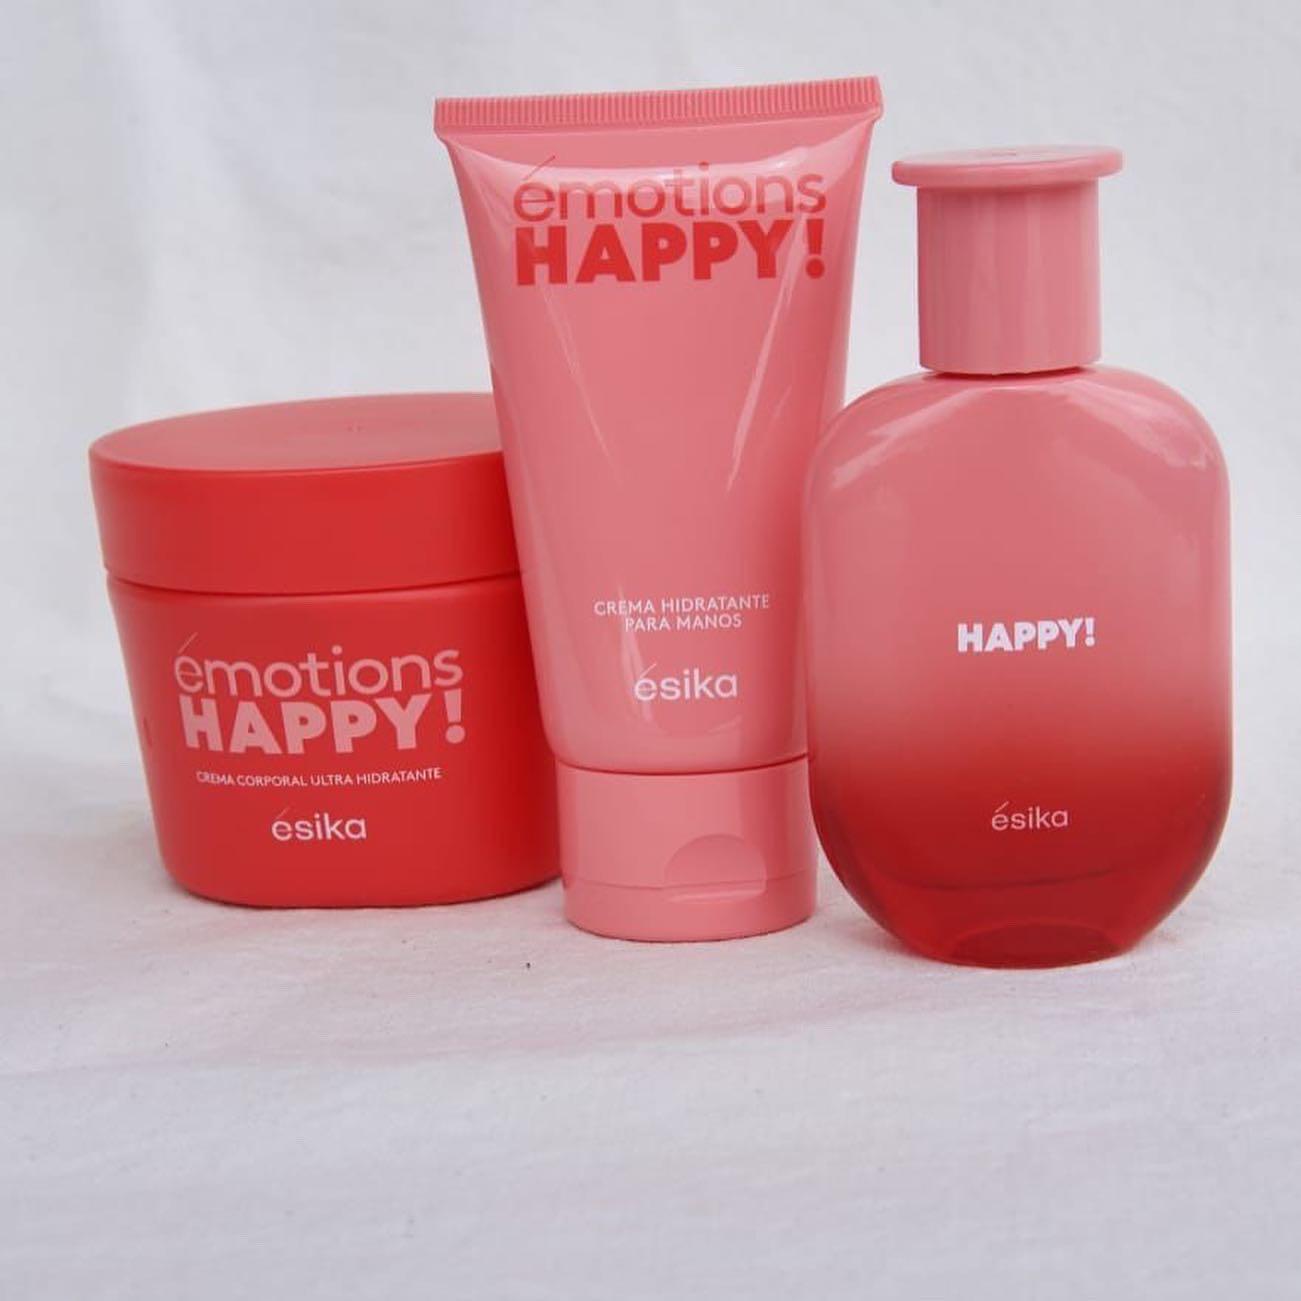 émotions
HAPPY!
CREMA CORPORAL ULTRA HIDRATANTE
ésika
émotions
HAPPY!
CREMA HIDRATANTE
PARA MANOS
ésika
HAPPY!
ésika